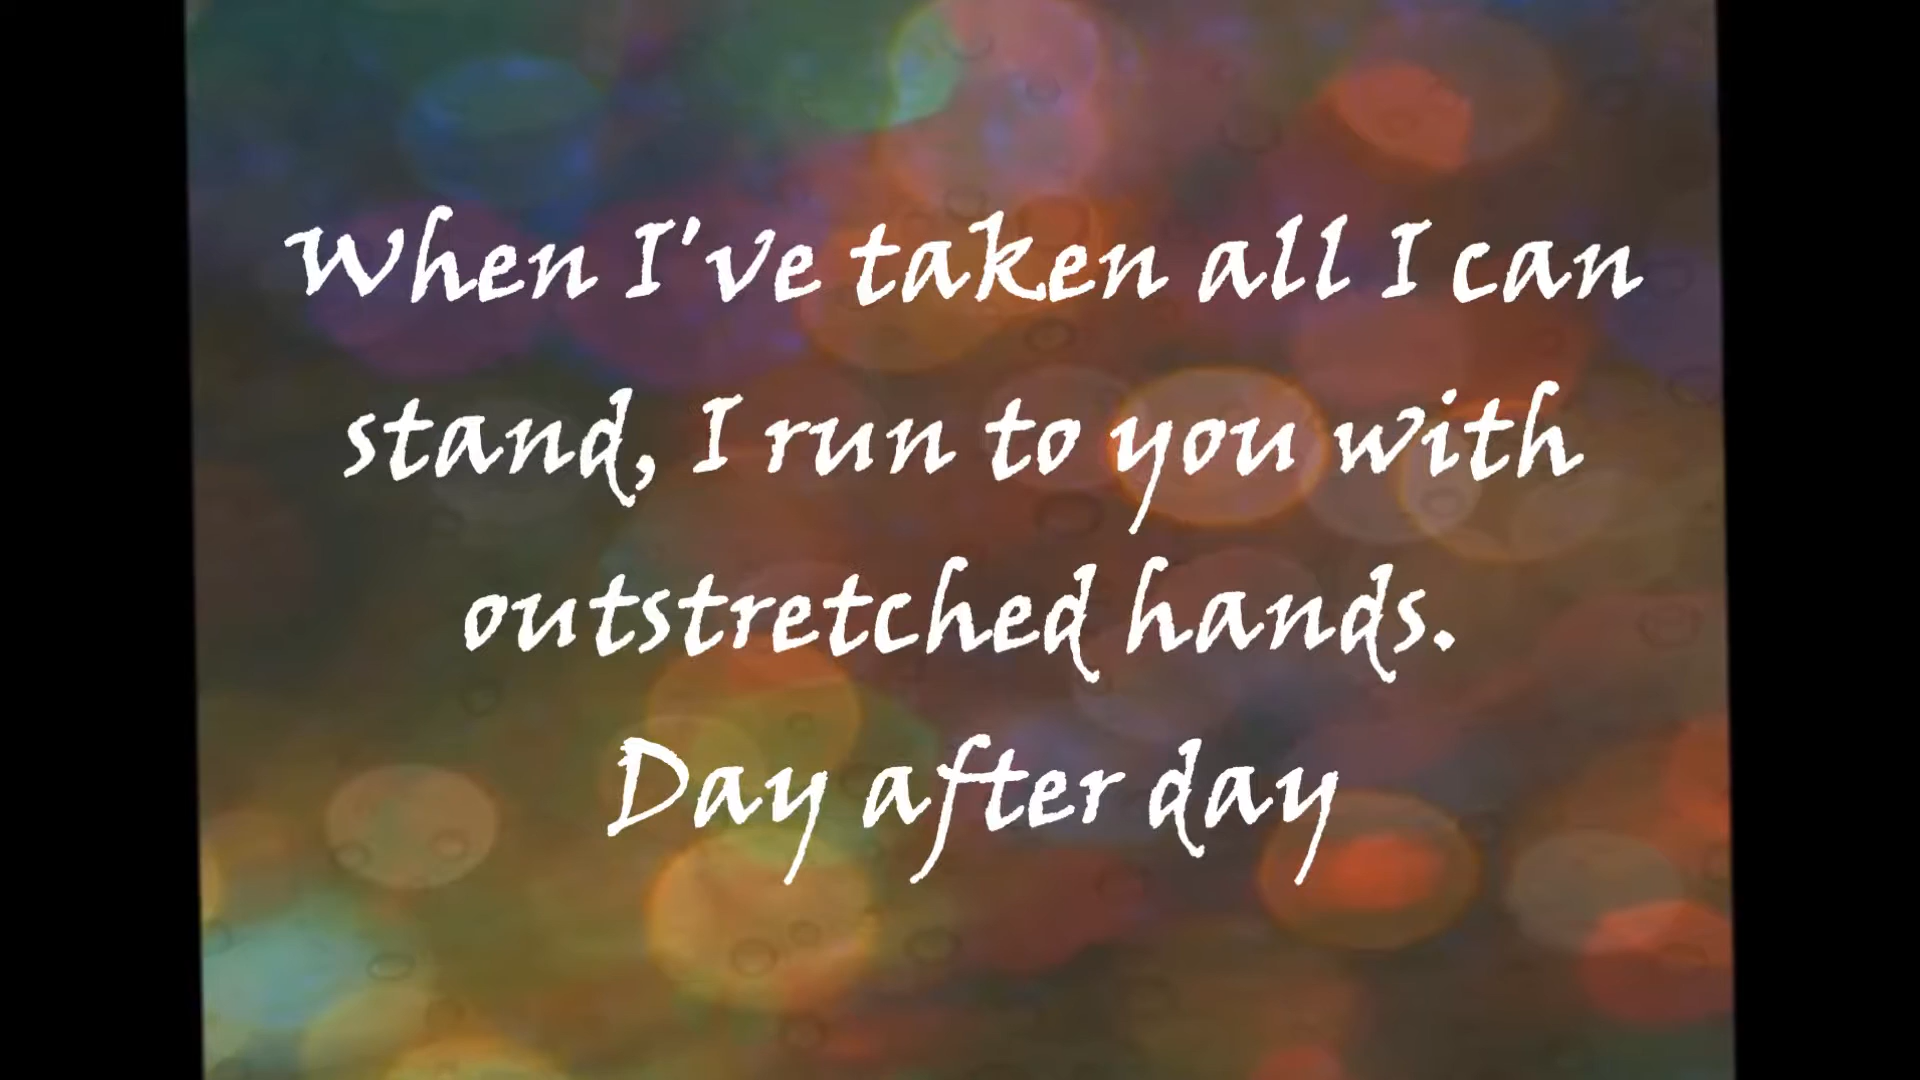 When I've taken all I can
stand, I run to you with
outstretched hands.
Day after day